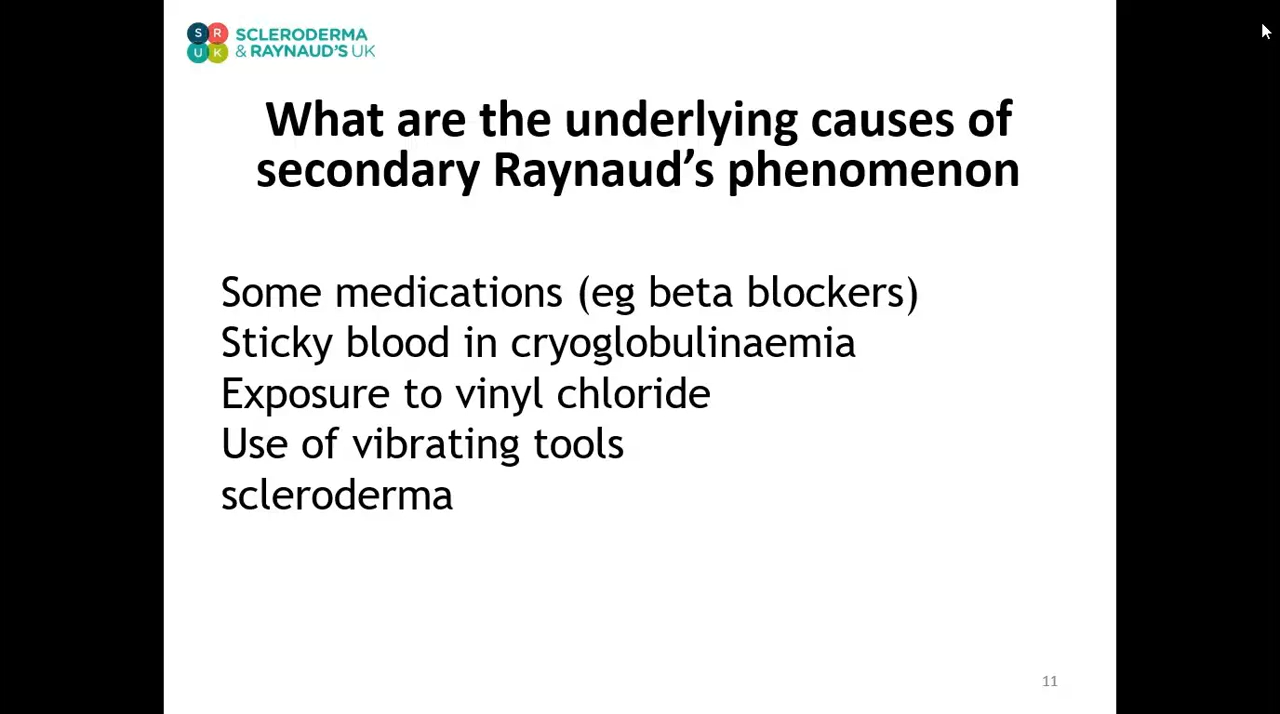 S R
U K
SCLERODERMA
& RAYNAUD'S UK
What are the underlying causes of
secondary Raynaud’s phenomenon
Some medications (eg beta blockers)
Sticky blood in cryoglobulinaemia
Exposure to vinyl chloride
Use of vibrating tools
scleroderma
11